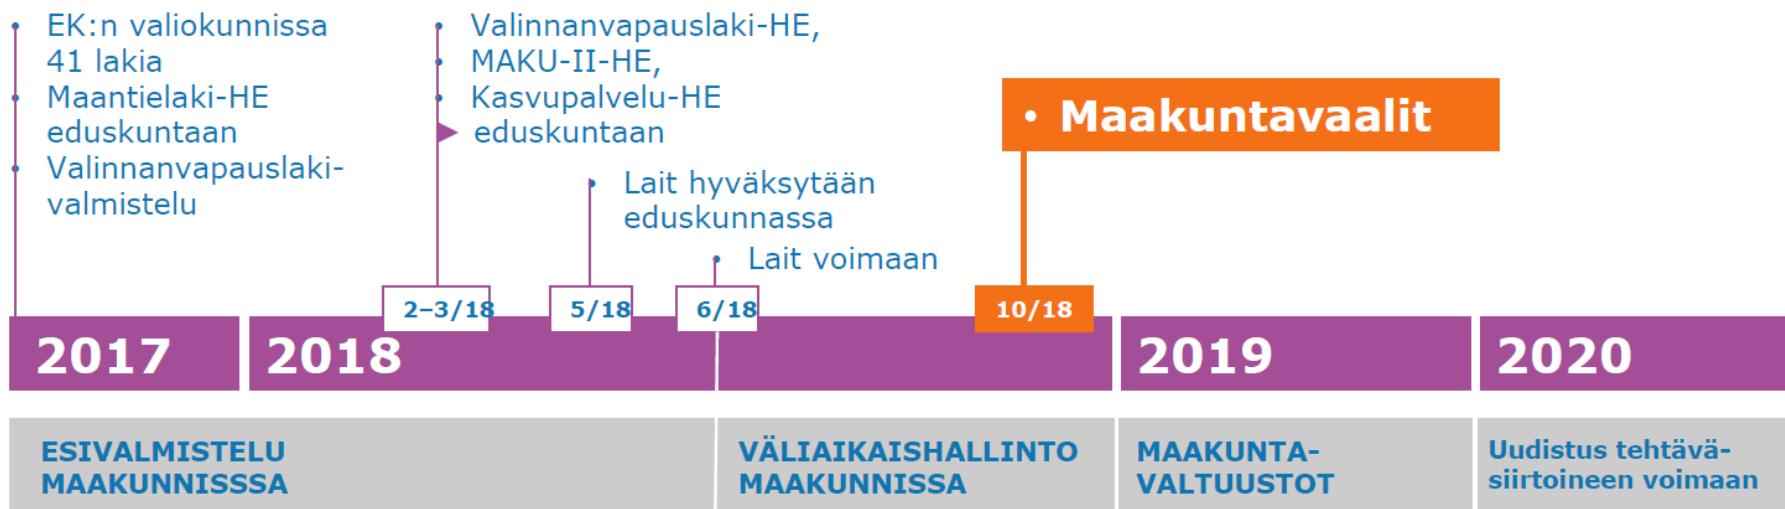 • EK:n valiokunnissa
41 lakia
• Maantielaki-HE
eduskuntaan
• Valinnanvapauslaki-
valmistelu
• Valinnanvapauslaki-HE,
• MAKU-II-HE,
• Kasvupalvelu-HE
eduskuntaan
• Lait hyväksytään
eduskunnassa
• Lait voimaan
• Maakuntavaalit
2–3/18
5/18
6/18
10/18
2017
2018
2019
2020
ESIVALMISTELU
MAAKUNNISSSA
VÄLIAIKAISHALLINTO
MAAKUNNISSA
MAAKUNTA-
VALTUUSTOT
Uudistus tehtävä-
siirtoineen voimaan